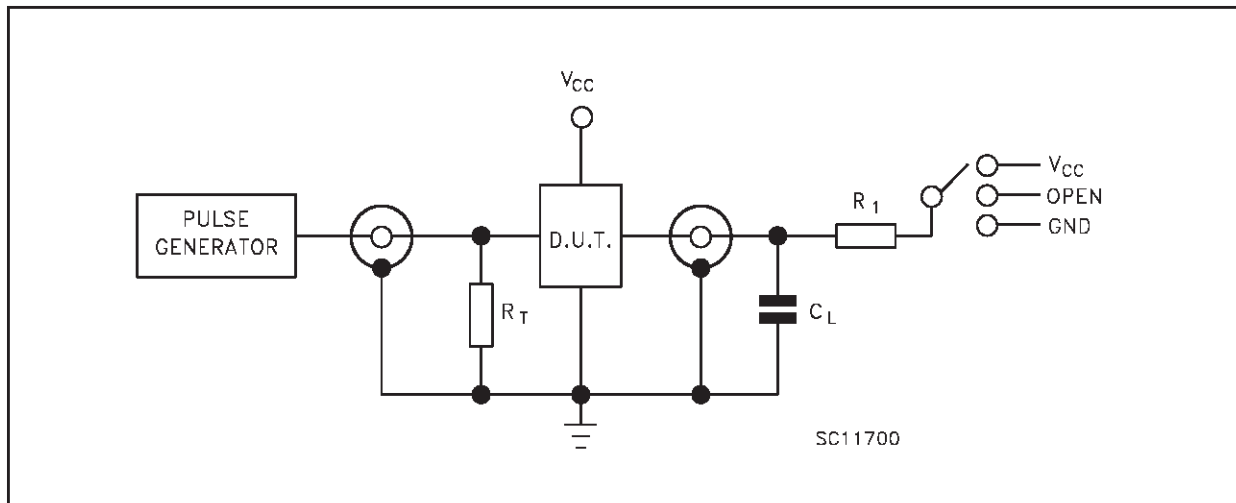 VCC
PULSE
GENERATOR
D.U.T.
RT
CL
R1
VCC
OPEN
GND
SC11700